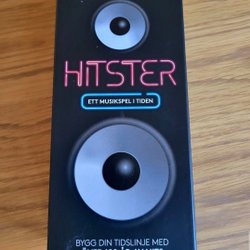 HITSTER
ETT MUSIKSPEL I TIDEN
BYGG DIN TIDSLINJE MED